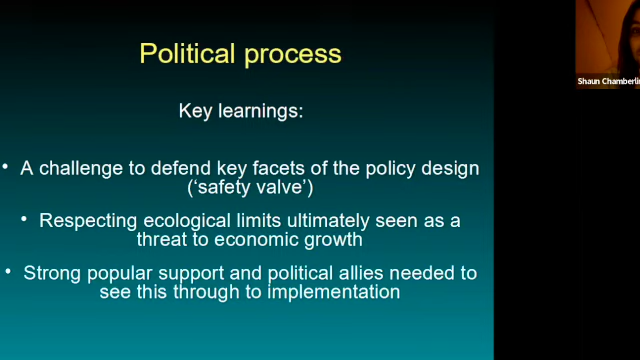 Political process
Key learnings:
• A challenge to defend key facets of the policy design
(‘safety valve’)
• Respecting ecological limits ultimately seen as a
threat to economic growth
• Strong popular support and political allies needed to
see this through to implementation
Shaun Chamberlin